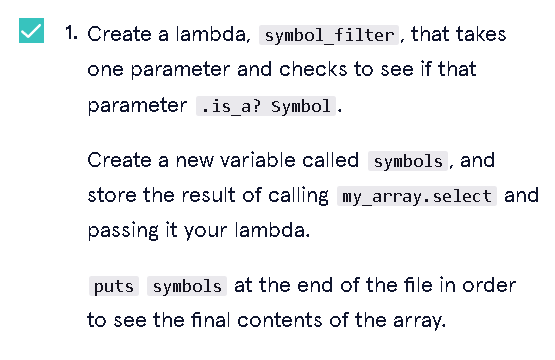 1. Create a lambda, symbol_filter, that takes
one parameter and checks to see if that
parameter .is_a? Symbol.
Create a new variable called symbols, and
store the result of calling my_array.select and
passing it your lambda.
puts symbols at the end of the file in order
to see the final contents of the array.